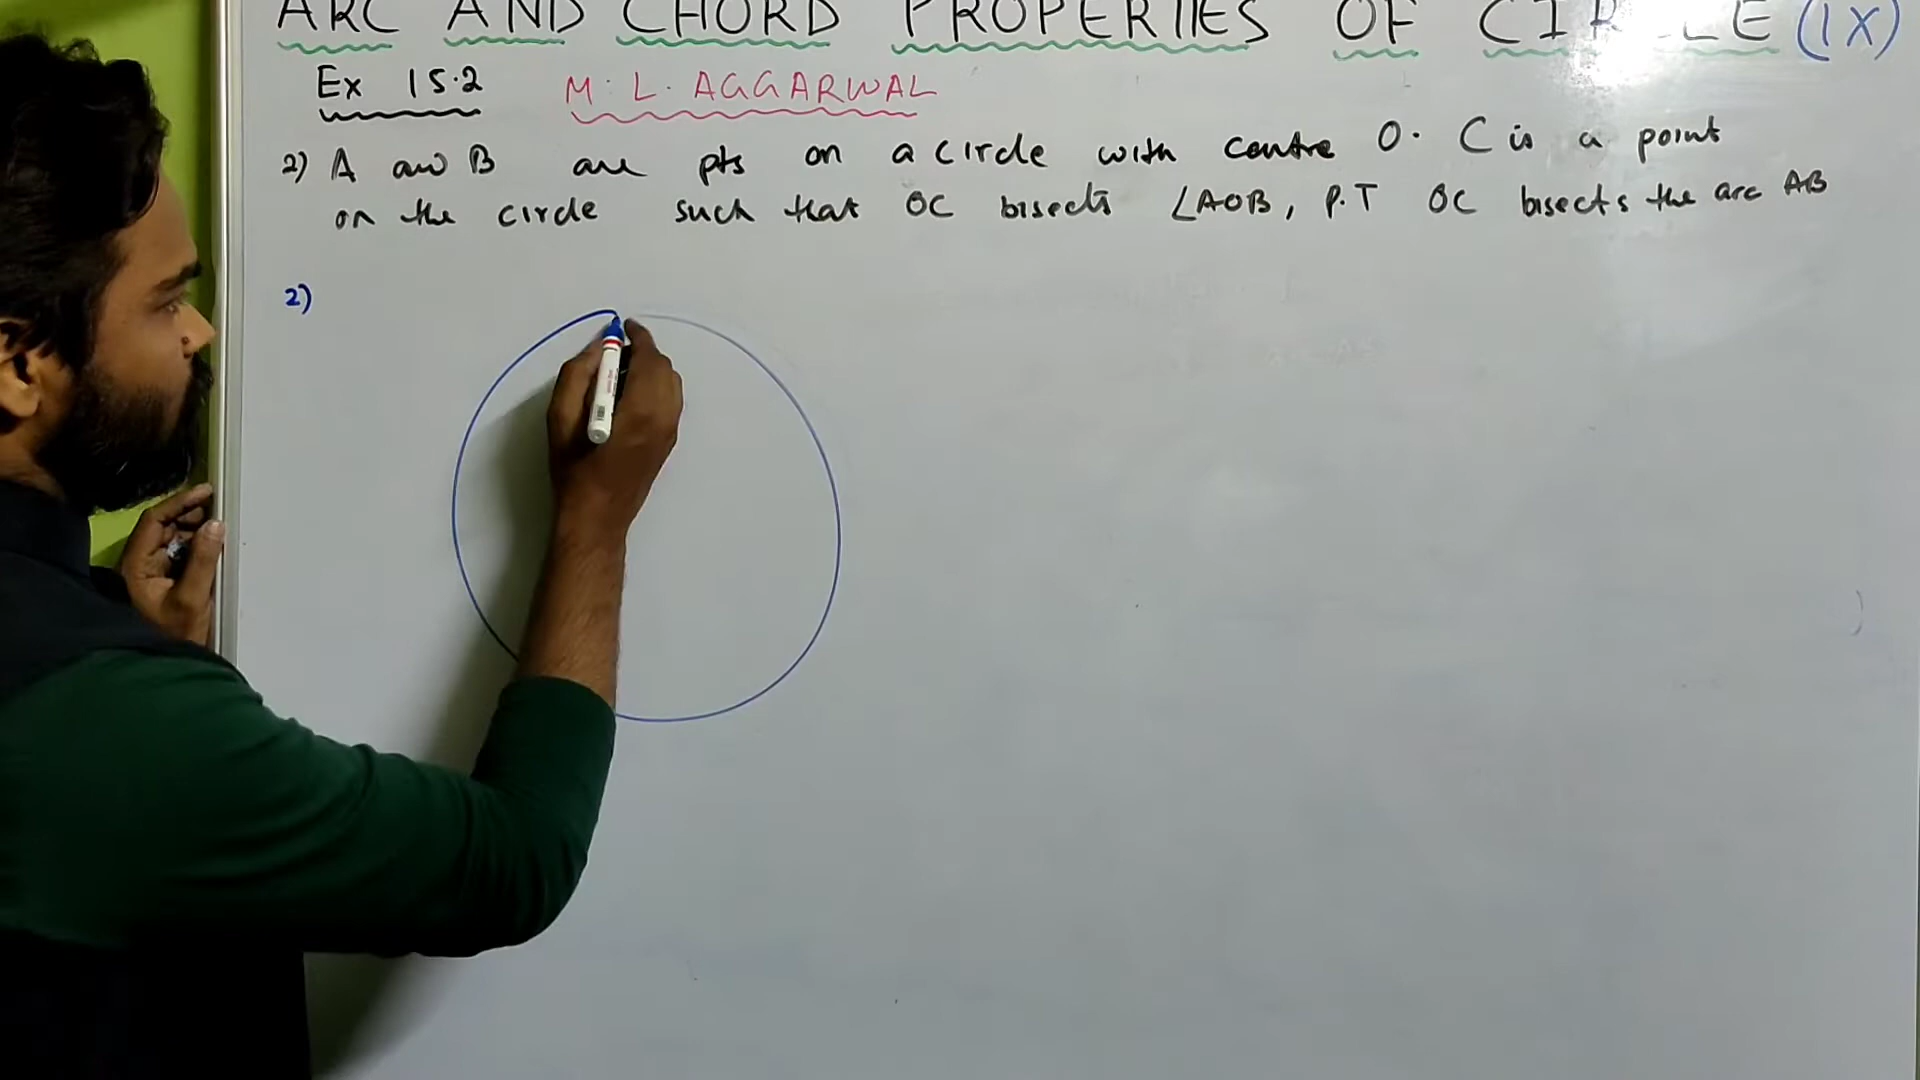 ARC AND CHORD PROPERTIES OF CIRCLE (IX)
Ex 15.2 M. L. AGGARWAL
2) A and B are pts on a circle with centre O. C is a point
on the circle such that OC bisects ∠AOB, P.T OC bisects the arc AB
2)